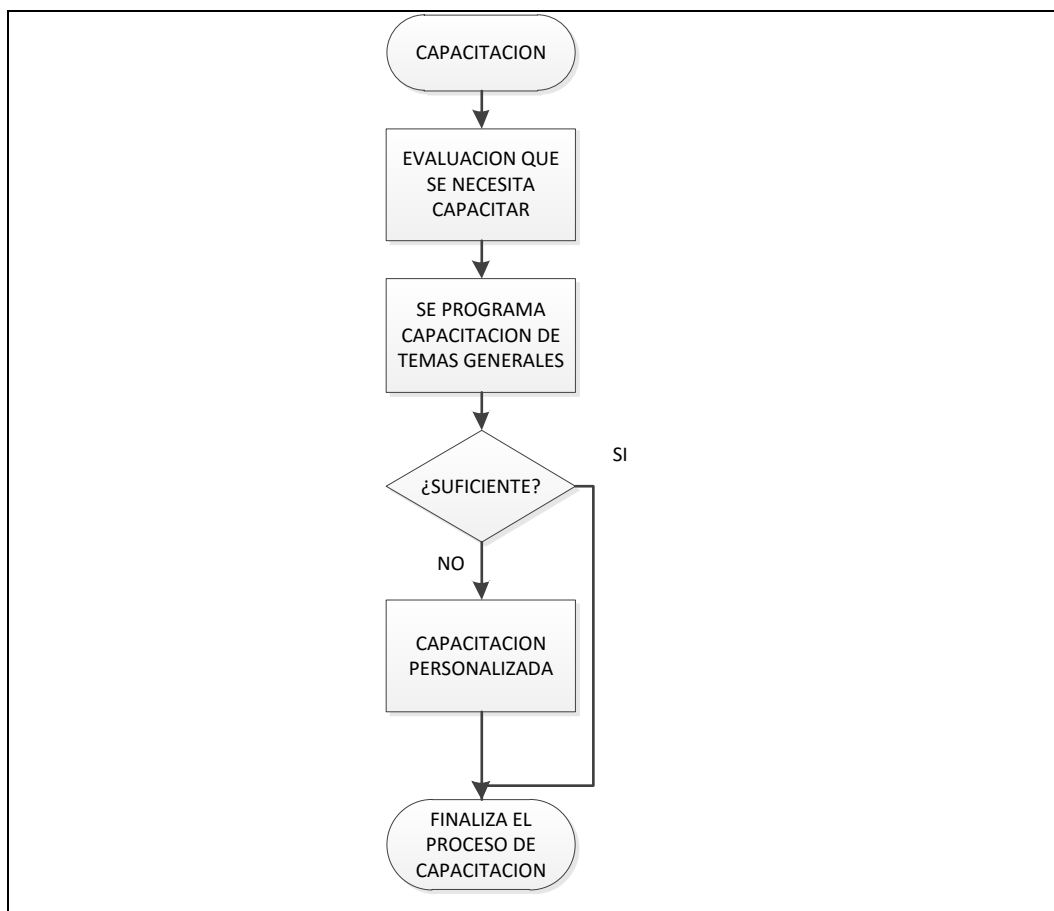 CAPACITACION
EVALUACION QUE
SE NECESITA
CAPACITAR
SE PROGRAMA
CAPACITACION DE
TEMAS GENERALES
SI
¿SUFICIENTE?
NO
CAPACITACION
PERSONALIZADA
FINALIZA EL
PROCESO DE
CAPACITACION